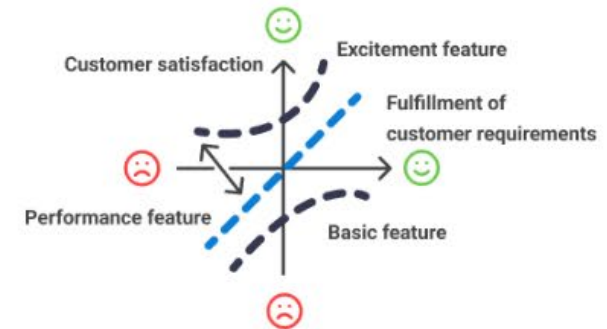 Excitement feature
Customer satisfaction
Fulfillment of
customer requirements
Performance feature
Basic feature